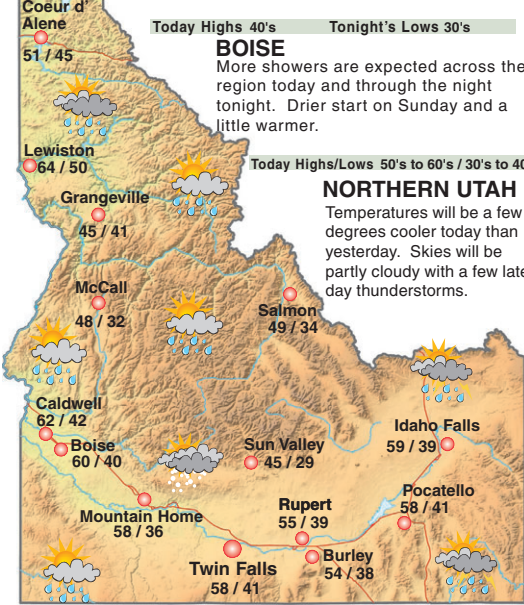 Coeur d'
Alene
51 / 45
Today Highs 40's Tonight's Lows 30's
BOISE
More showers are expected across the
region today and through the night
tonight. Drier start on Sunday and a
little warmer.
Lewiston
64 / 50
Today Highs/Lows 50's to 60's / 30's to 40
NORTHERN UTAH
Temperatures will be a few
degrees cooler today than
yesterday. Skies will be
partly cloudy with a few late
day thunderstorms.
Grangeville
45 / 41
McCall
48 / 32
Salmon
49 / 34
Caldwell
62 / 42
Boise
60 / 40
Sun Valley
45 / 29
Idaho Falls
59 / 39
Mountain Home
58 / 36
Rupert
55 / 39
Pocatello
58 / 41
Twin Falls
58 / 41
Burley
54 / 38